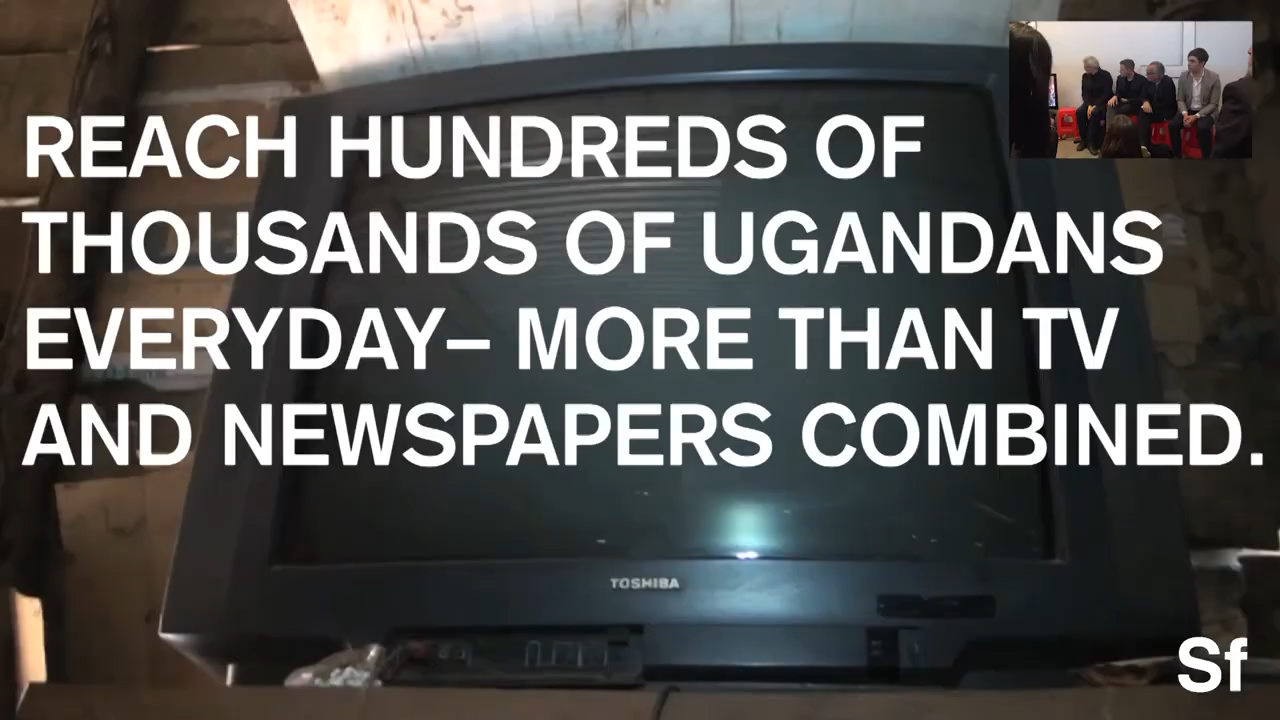 REACH HUNDREDS OF
THOUSANDS OF UGANDANS
EVERYDAY– MORE THAN TV
AND NEWSPAPERS COMBINED.
TOSHIBA
Sf